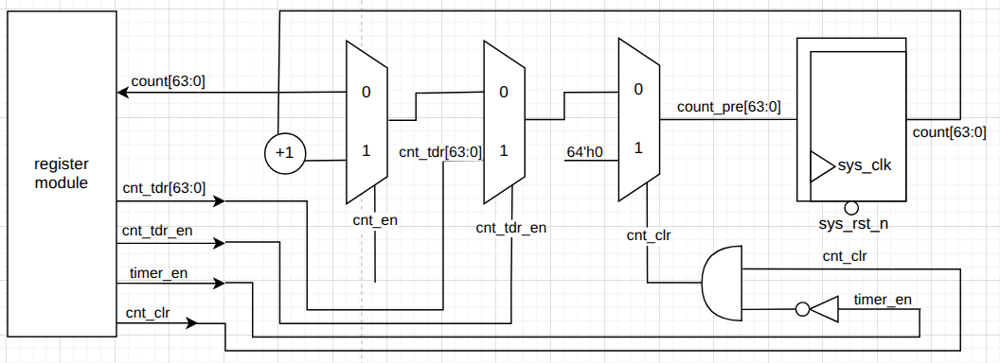 register
module
count[63:0]
cnt_tdr[63:0]
cnt_tdr_en
timer_en
cnt_clr
+1
0
1
cnt_en
cnt_tdr[63:0]
0
1
cnt_tdr_en
64'h0
0
1
cnt_clr
count_pre[63:0]
sys_clk
sys_rst_n
count[63:0]
cnt_clr
timer_en